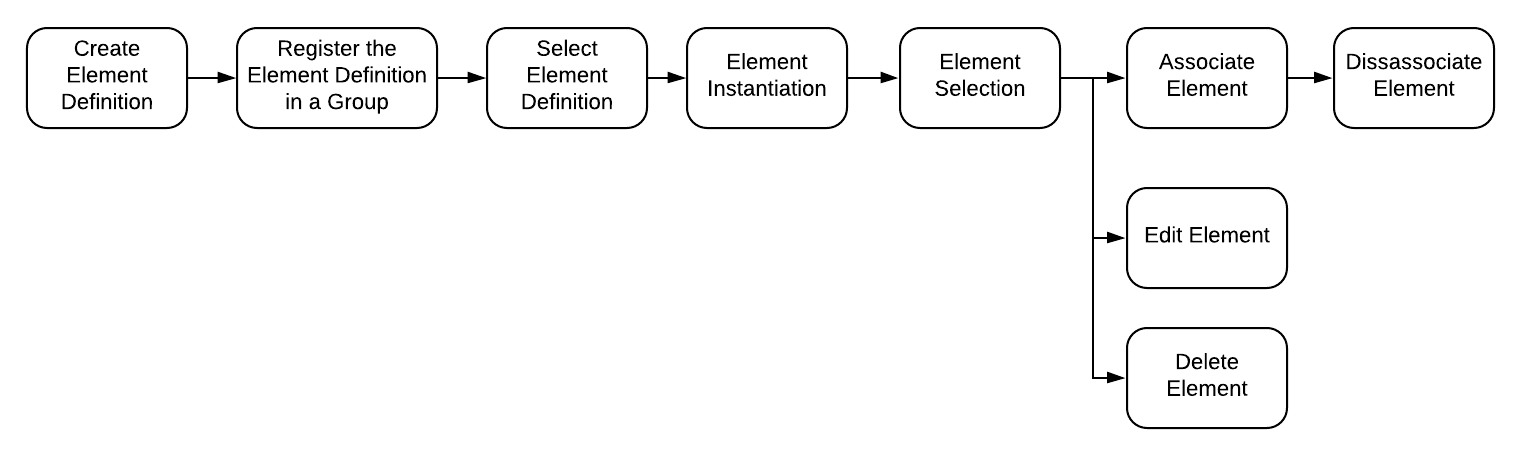 Create
Element
Definition
Register the
Element Definition
in a Group
Select
Element
Definition
Element
Instantiation
Element
Selection
Associate
Element
Dissassociate
Element
Edit Element
Delete
Element